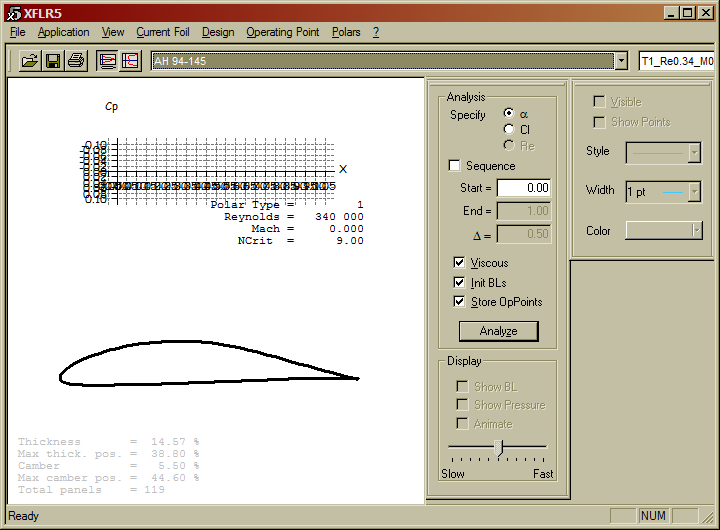 XFLR5
File View Current Foil Design Operating Point Polars ?
AH 94-145
T1_Re0.34_M0
Cp
X
Polar Type = 1
Reynolds = 340 000
Mach = 0.000
NCrit = 9.00
Thickness = 14.57 %
Max thick. pos. = 38.80 %
Camber = 5.50 %
Max camber pos. = 44.60 %
Total panels = 119
Analysis
Specify α
Cl
Re
Sequence
Start = 0.00
End = 1.00
Δ = 0.50
Viscous
Init BLs
Store OpPoints
Analyze
Display
Show BL
Show Pressure
Animate
Slow Fast
Visible
Show Points
Style
Width 1 pt
Color
Ready
NUM